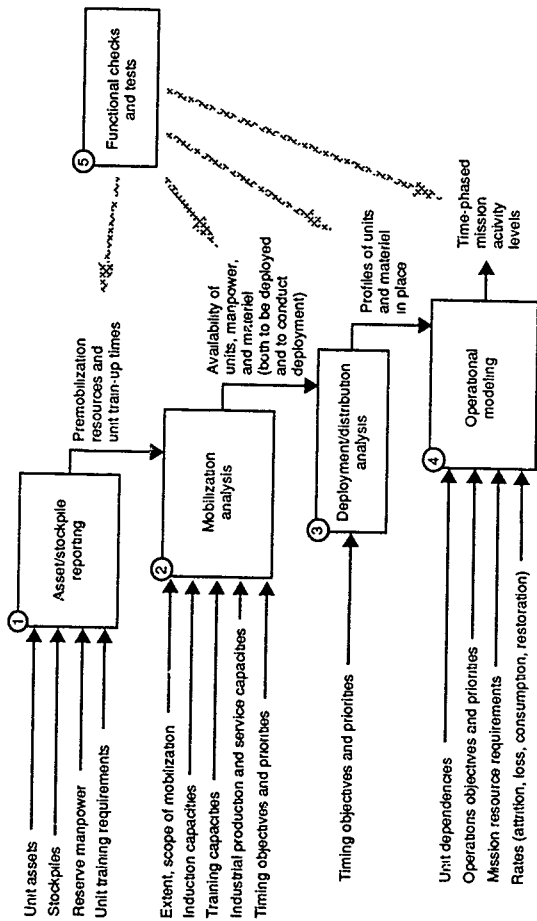 Unit assets
Stockpiles
Reserve manpower
Unit training requirements
1
Asset/stockpile
reporting
Premobilization
resources and
unit train-up times
5
Functional checks
and tests
Extent, scope of mobilization
Induction capacities
Training capacities
Industrial production and service capacities
Timing objectives and priorities
2
Mobilization
analysis
Availability of
units, manpower,
and materiel
(both to be deployed
and to conduct
deployment)
Timing objectives and priorities
3
Deployment/distribution
analysis
Profiles of units
and materiel
in place
Unit dependencies
Operations objectives and priorities
Mission resource requirements
Rates (attrition, loss, consumption, restoration)
4
Operational
modeling
Time-phased
mission
activity
levels